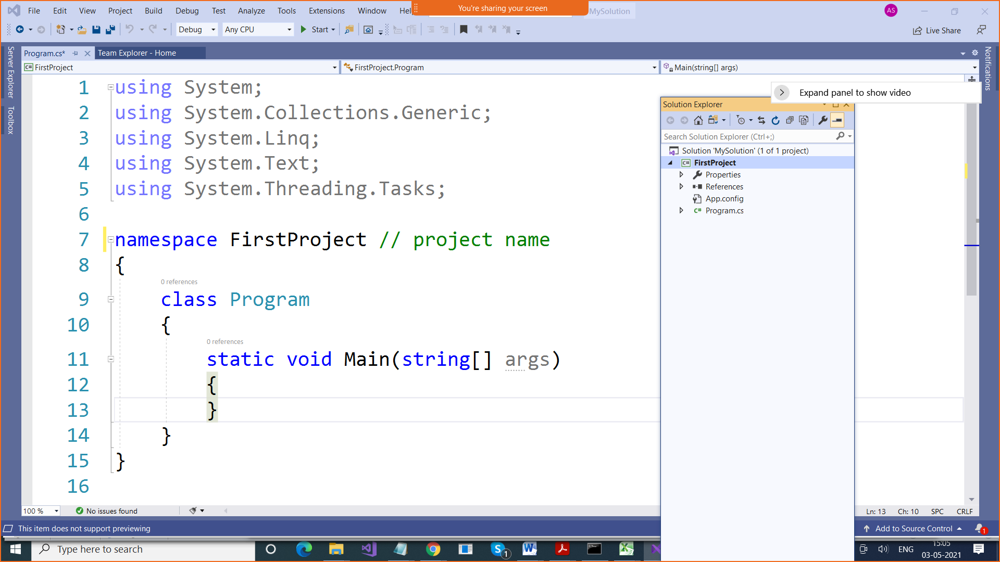 File Edit View Project Build Debug Test Analyze Tools Extensions Window Hel
You're sharing your screen
MySolution
AS
Debug Any CPU Start
Live Share
Program.cs* Team Explorer - Home
FirstProject FirstProject.Program Main(string[] args)
Server Explorer
Toolbox
Notifications
Expand panel to show video
1 using System;
2 using System.Collections.Generic;
3 using System.Linq;
4 using System.Text;
5 using System.Threading.Tasks;
6
7 namespace FirstProject // project name
8 {
0 references
9 class Program
10 {
0 references
11 static void Main(string[] args)
12 {
13 }
14 }
15 }
16
Solution Explorer
Search Solution Explorer (Ctrl+;)
Solution 'MySolution' (1 of 1 project)
C# FirstProject
Properties
References
App.config
C# Program.cs
100 % No issues found
Ln: 13 Ch: 10 SPC CRLF
This item does not support previewing
Add to Source Control 1
Type here to search
1
ENG
15:05
03-05-2021